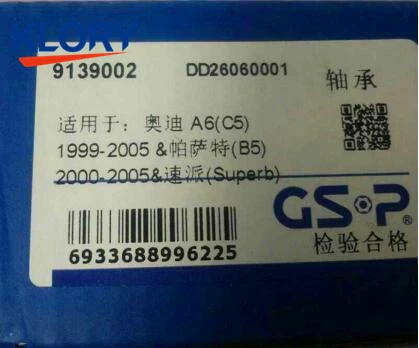 9139002 DD26060001
轴承
适用于：奥迪 A6(C5)
1999-2005 &帕萨特(B5)
2000-2005&速派(Superb)
GSP®
检验合格
6933688996225